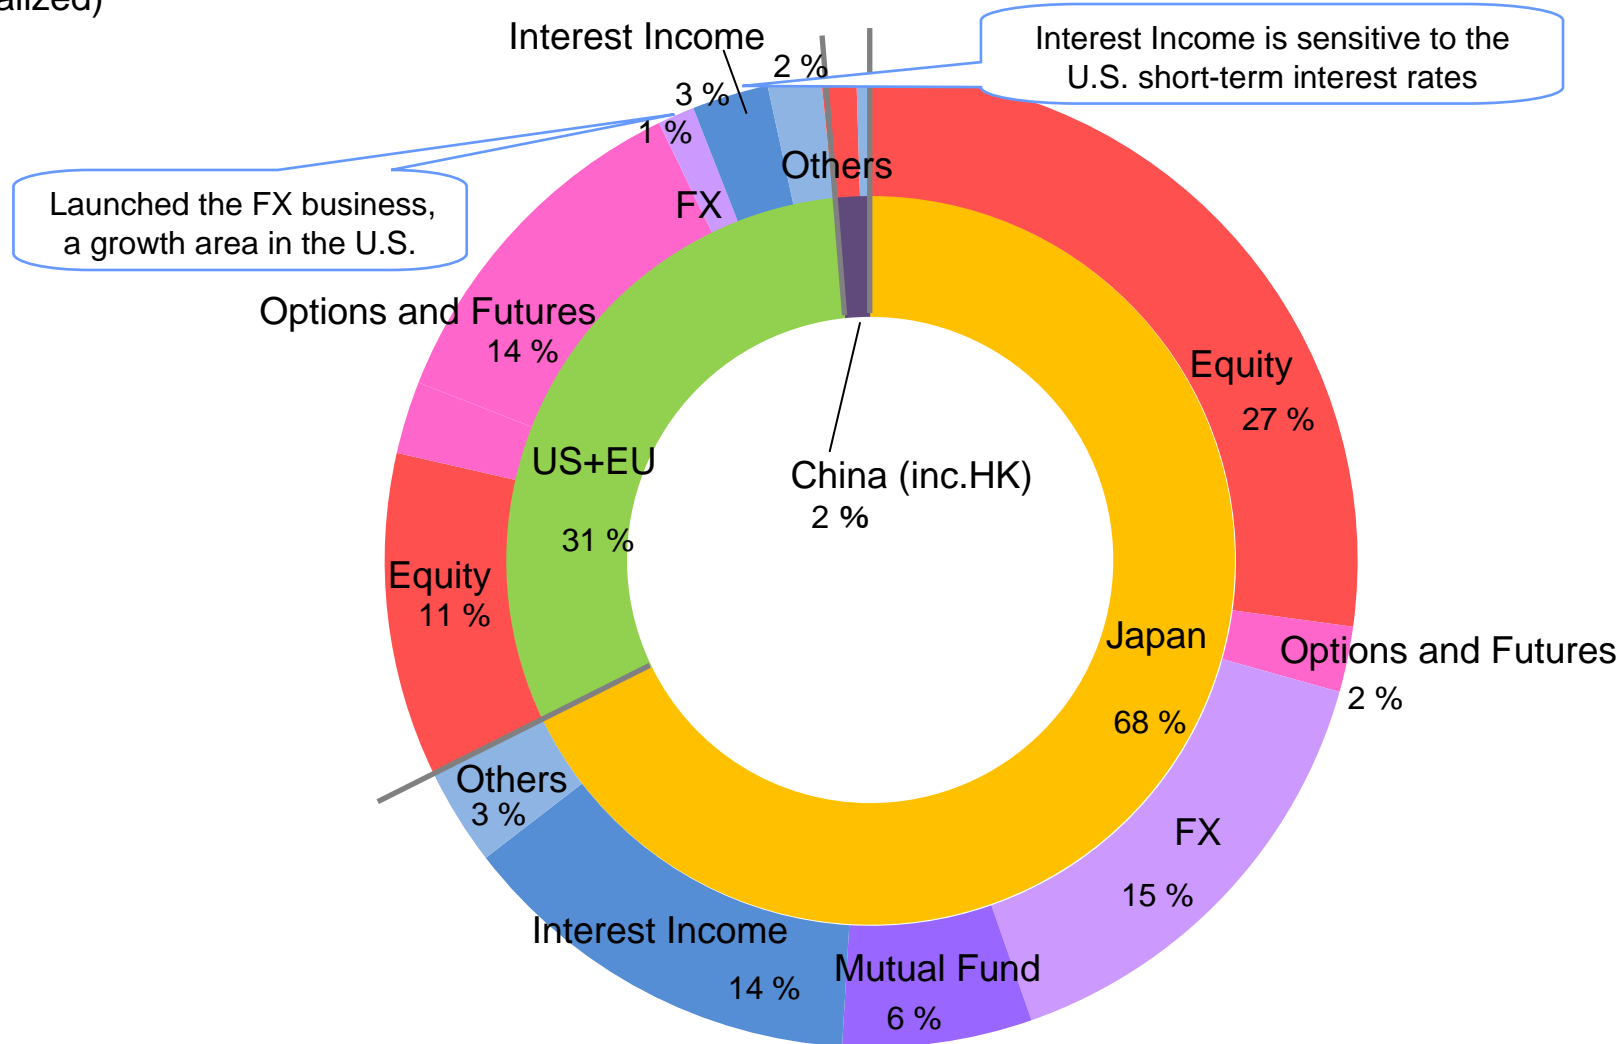 alized)
Interest Income
3 %
2 %
Interest Income is sensitive to the
U.S. short-term interest rates
1 %
Others
FX
Launched the FX business,
a growth area in the U.S.
Options and Futures
14 %
Equity
27 %
US+EU
31 %
China (inc.HK)
2 %
Equity
11 %
Japan
68 %
Options and Futures
2 %
Others
3 %
FX
15 %
Interest Income
14 %
Mutual Fund
6 %